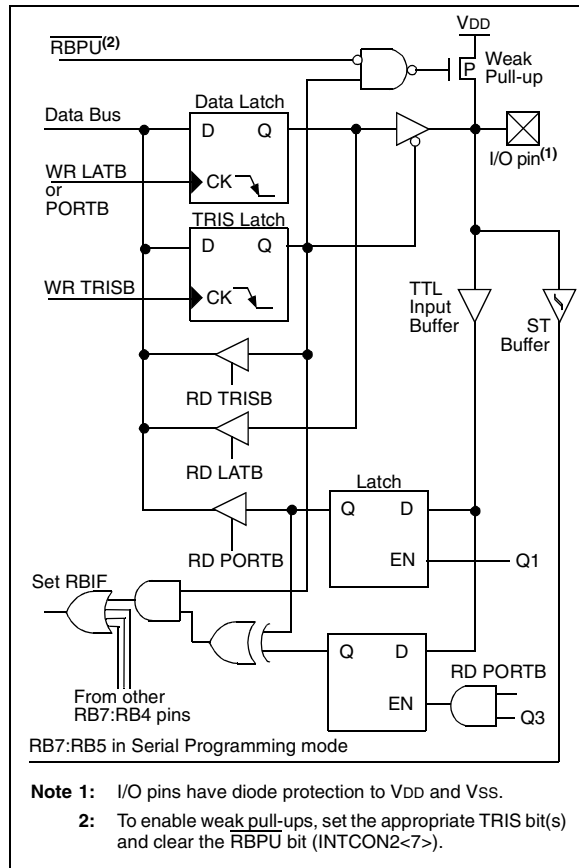 VDD
RBPU(2)
P
Weak
Pull-up
Data Latch
Data Bus
D
Q
I/O pin(1)
WR LATB
or
PORTB
CK
TRIS Latch
D
Q
WR TRISB
CK
TTL
Input
Buffer
ST
Buffer
RD TRISB
RD LATB
Latch
Q
D
RD PORTB
EN
Q1
Set RBIF
Q
D
RD PORTB
EN
Q3
From other
RB7:RB4 pins
RB7:RB5 in Serial Programming mode
Note 1: I/O pins have diode protection to VDD and VSS.
2: To enable weak pull-ups, set the appropriate TRIS bit(s)
and clear the RBPU bit (INTCON2<7>).